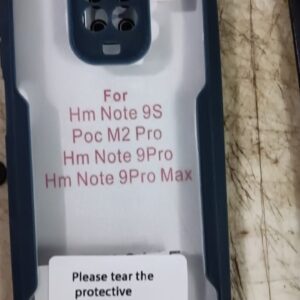 For
Hm Note 9S
Poc M2 Pro
Hm Note 9Pro
Hm Note 9Pro Max
Please tear the
protective